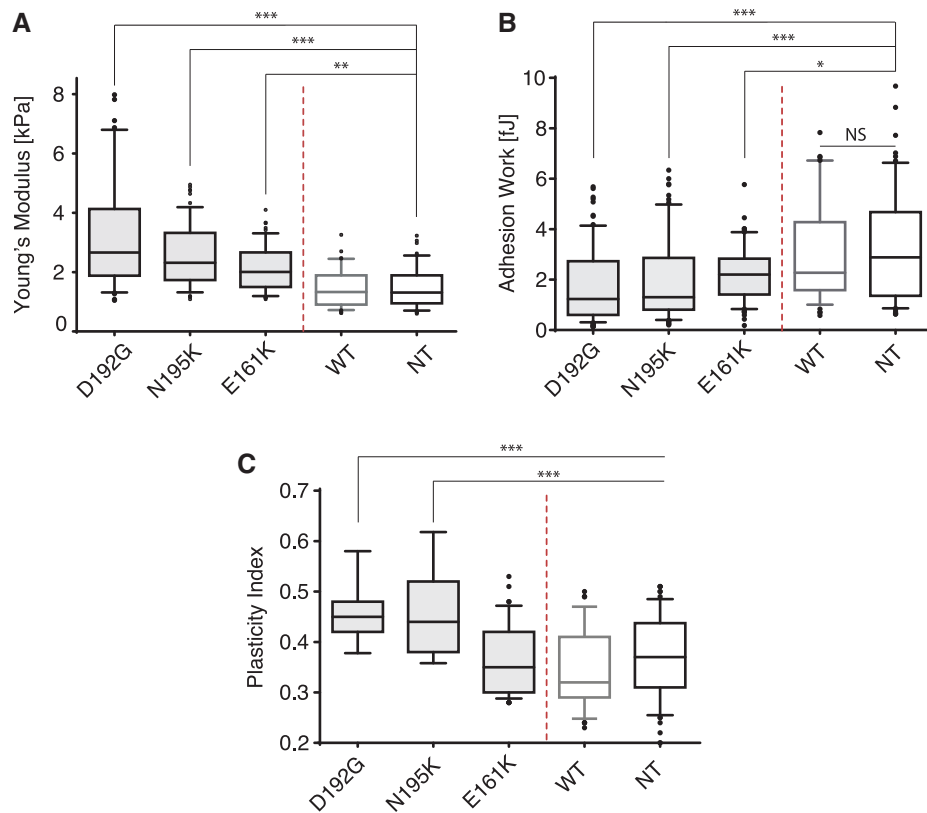 A
***
***
**
Young's Modulus [kPa]
8
6
4
2
0
D192G
N195K
E161K
WT
NT
B
***
***
*
NS
Adhesion Work [fJ]
10
8
6
4
2
0
D192G
N195K
E161K
WT
NT
C
***
***
Plasticity Index
0.7
0.6
0.5
0.4
0.3
0.2
D192G
N195K
E161K
WT
NT